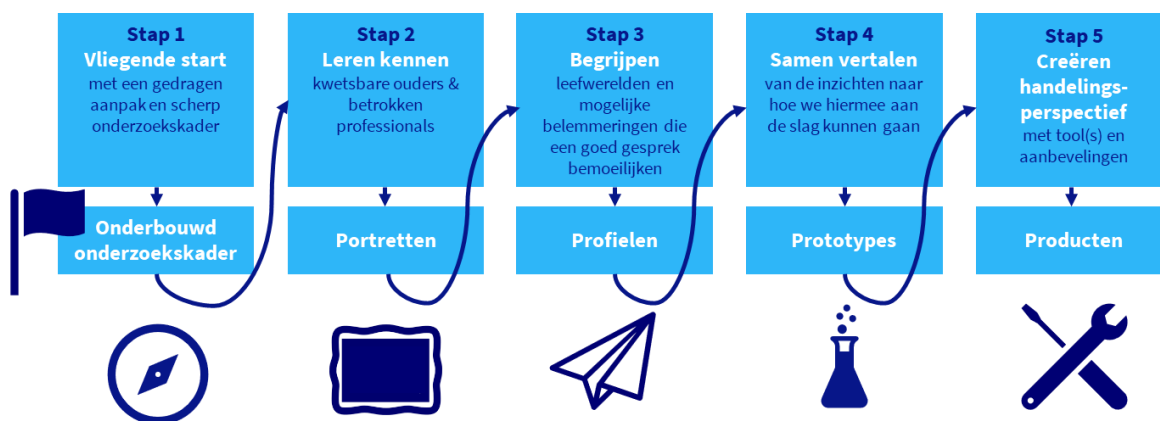 Stap 1
Vliegende start
met een gedragen
aanpak en scherp
onderzoekskader
Onderbouwd
onderzoekskader
Stap 2
Leren kennen
kwetsbare ouders &
betrokken
professionals
Portretten
Stap 3
Begrijpen
leefwerelden en
mogelijke
belemmeringen die
een goed gesprek
bemoeilijken
Profielen
Stap 4
Samen vertalen
van de inzichten naar
hoe we hiermee aan
de slag kunnen gaan
Prototypes
Stap 5
Creëren
handelings-
perspectief
met tool(s) en
aanbevelingen
Producten